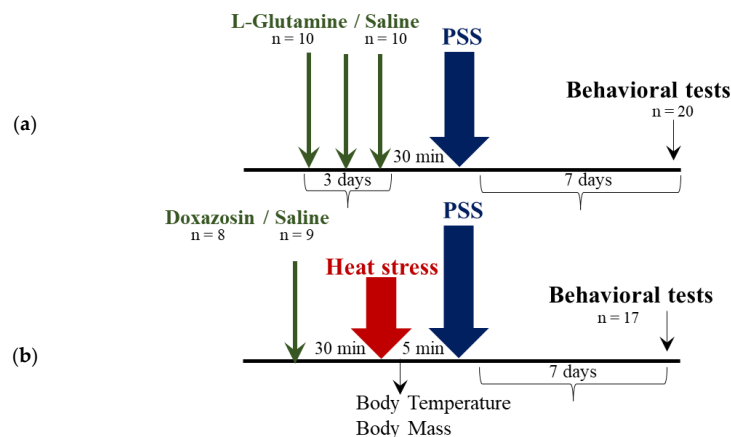 L-Glutamine / Saline
n = 10 n = 10
PSS
Behavioral tests
n = 20
(a)
30 min
3 days
7 days
Doxazosin / Saline
n = 8 n = 9
PSS
Heat stress
Behavioral tests
n = 17
(b)
30 min 5 min
7 days
Body Temperature
Body Mass